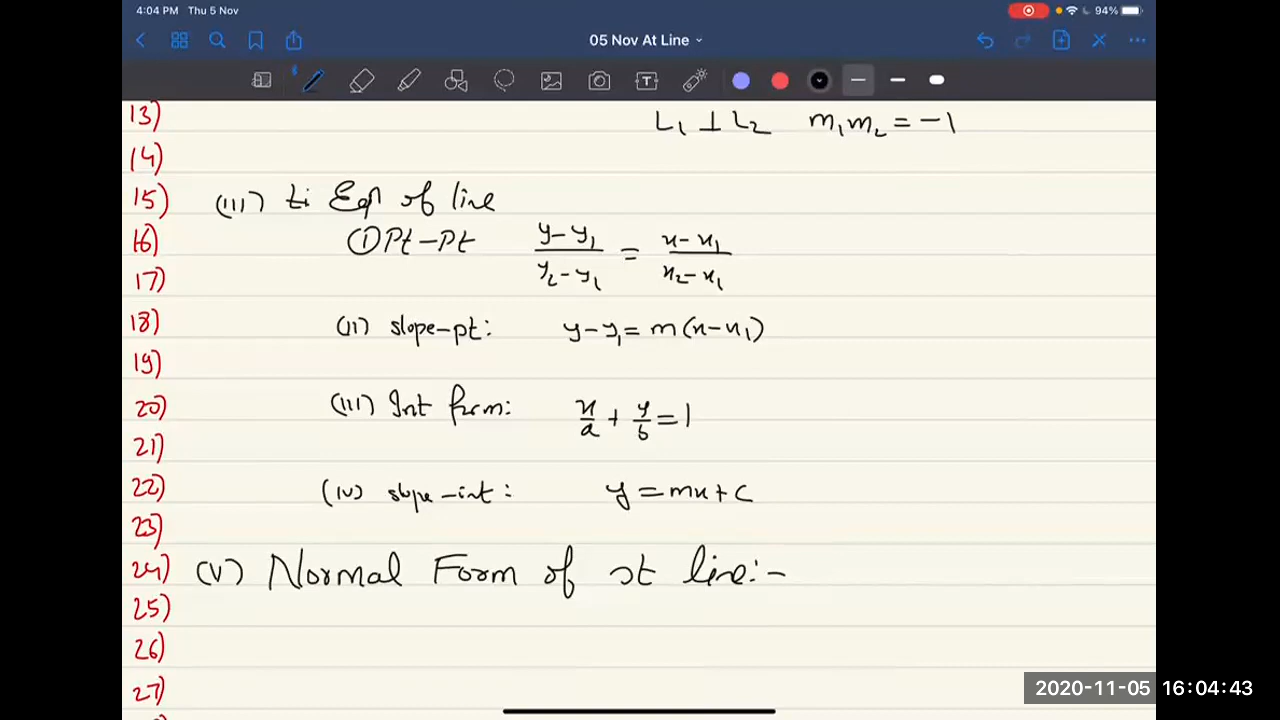 4:04 PM Thu 5 Nov
94%
05 Nov At Line
T
13) L₁ ⊥ L₂ m₁m₂ = -1
14)
15) (iii) Eqn of line
16) ① Pt-Pt (y-y₁)/(y₂-y₁) = (x-x₁)/(x₂-x₁)
17)
18) (ii) slope-pt: y-y₁ = m(x-x₁)
19)
20) (iii) Int form: x/a + y/b = 1
21)
22) (iv) slope-int: y = mx+c
23)
24) (v) Normal Form of st line:-
25)
26)
27)
2020-11-05 16:04:43